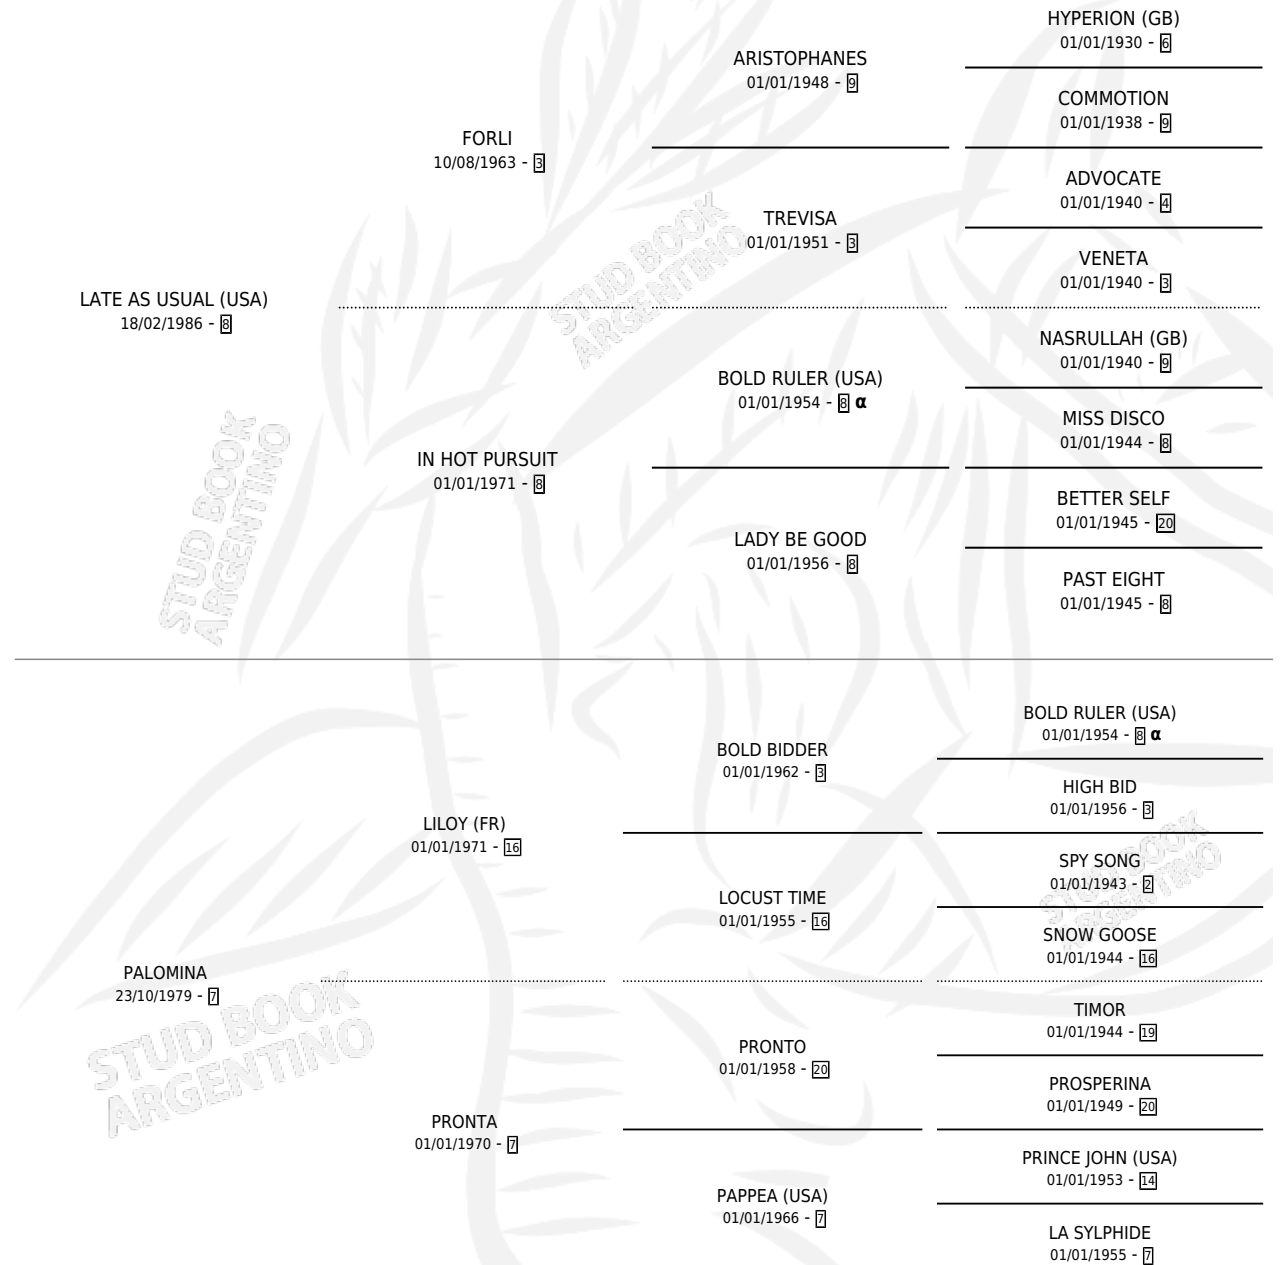 HYPERION (GB)
01/01/1930 - 6
ARISTOPHANES
01/01/1948 - 9
COMMOTION
01/01/1938 - 9
FORLI
10/08/1963 - 3
ADVOCATE
01/01/1940 - 4
TREVISA
01/01/1951 - 3
VENETA
01/01/1940 - 3
LATE AS USUAL (USA)
18/02/1986 - 8
NASRULLAH (GB)
01/01/1940 - 9
BOLD RULER (USA)
01/01/1954 - 8 α
MISS DISCO
01/01/1944 - 8
IN HOT PURSUIT
01/01/1971 - 8
BETTER SELF
01/01/1945 - 20
LADY BE GOOD
01/01/1956 - 8
PAST EIGHT
01/01/1945 - 8
BOLD RULER (USA)
01/01/1954 - 8 α
BOLD BIDDER
01/01/1962 - 3
HIGH BID
01/01/1956 - 3
LILOY (FR)
01/01/1971 - 16
SPY SONG
01/01/1943 - 2
LOCUST TIME
01/01/1955 - 16
SNOW GOOSE
01/01/1944 - 16
PALOMINA
23/10/1979 - 7
TIMOR
01/01/1944 - 19
PRONTO
01/01/1958 - 20
PROSPERINA
01/01/1949 - 20
PRONTA
01/01/1970 - 7
PRINCE JOHN (USA)
01/01/1953 - 14
PAPPEA (USA)
01/01/1966 - 7
LA SYLPHIDE
01/01/1955 - 7
STUD BOOK
ARGENTINO
STUD BOOK
ARGENTINO
STUD BOOK
ARGENTINO
STUD BOOK
ARGENTINO